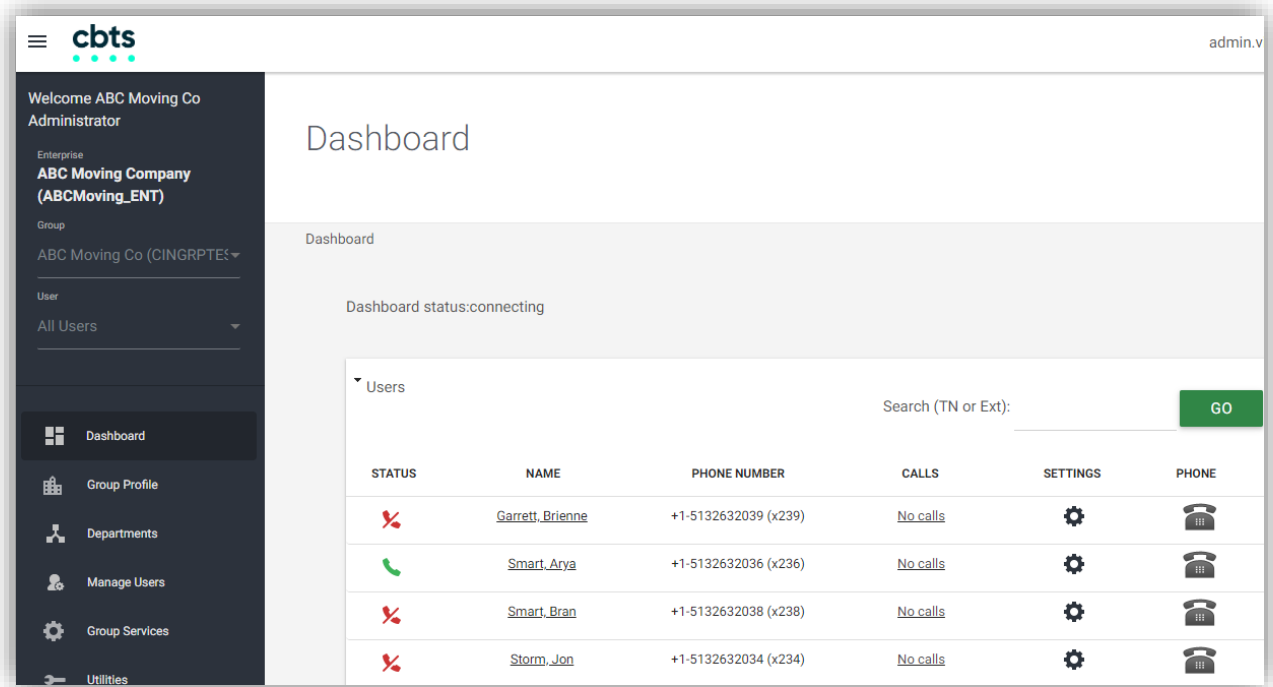 cbts
admin.v
Welcome ABC Moving Co
Administrator
Enterprise
ABC Moving Company
(ABCMoving_ENT)
Group
ABC Moving Co (CINGRPTES
User
All Users
Dashboard
Group Profile
Departments
Manage Users
Group Services
Utilities
Dashboard
Dashboard
Dashboard status:connecting
Users
Search (TN or Ext):
GO
STATUS NAME PHONE NUMBER CALLS SETTINGS PHONE
Garrett, Brienne +1-5132632039 (x239) No calls
Smart, Arya +1-5132632036 (x236) No calls
Smart, Bran +1-5132632038 (x238) No calls
Storm, Jon +1-5132632034 (x234) No calls